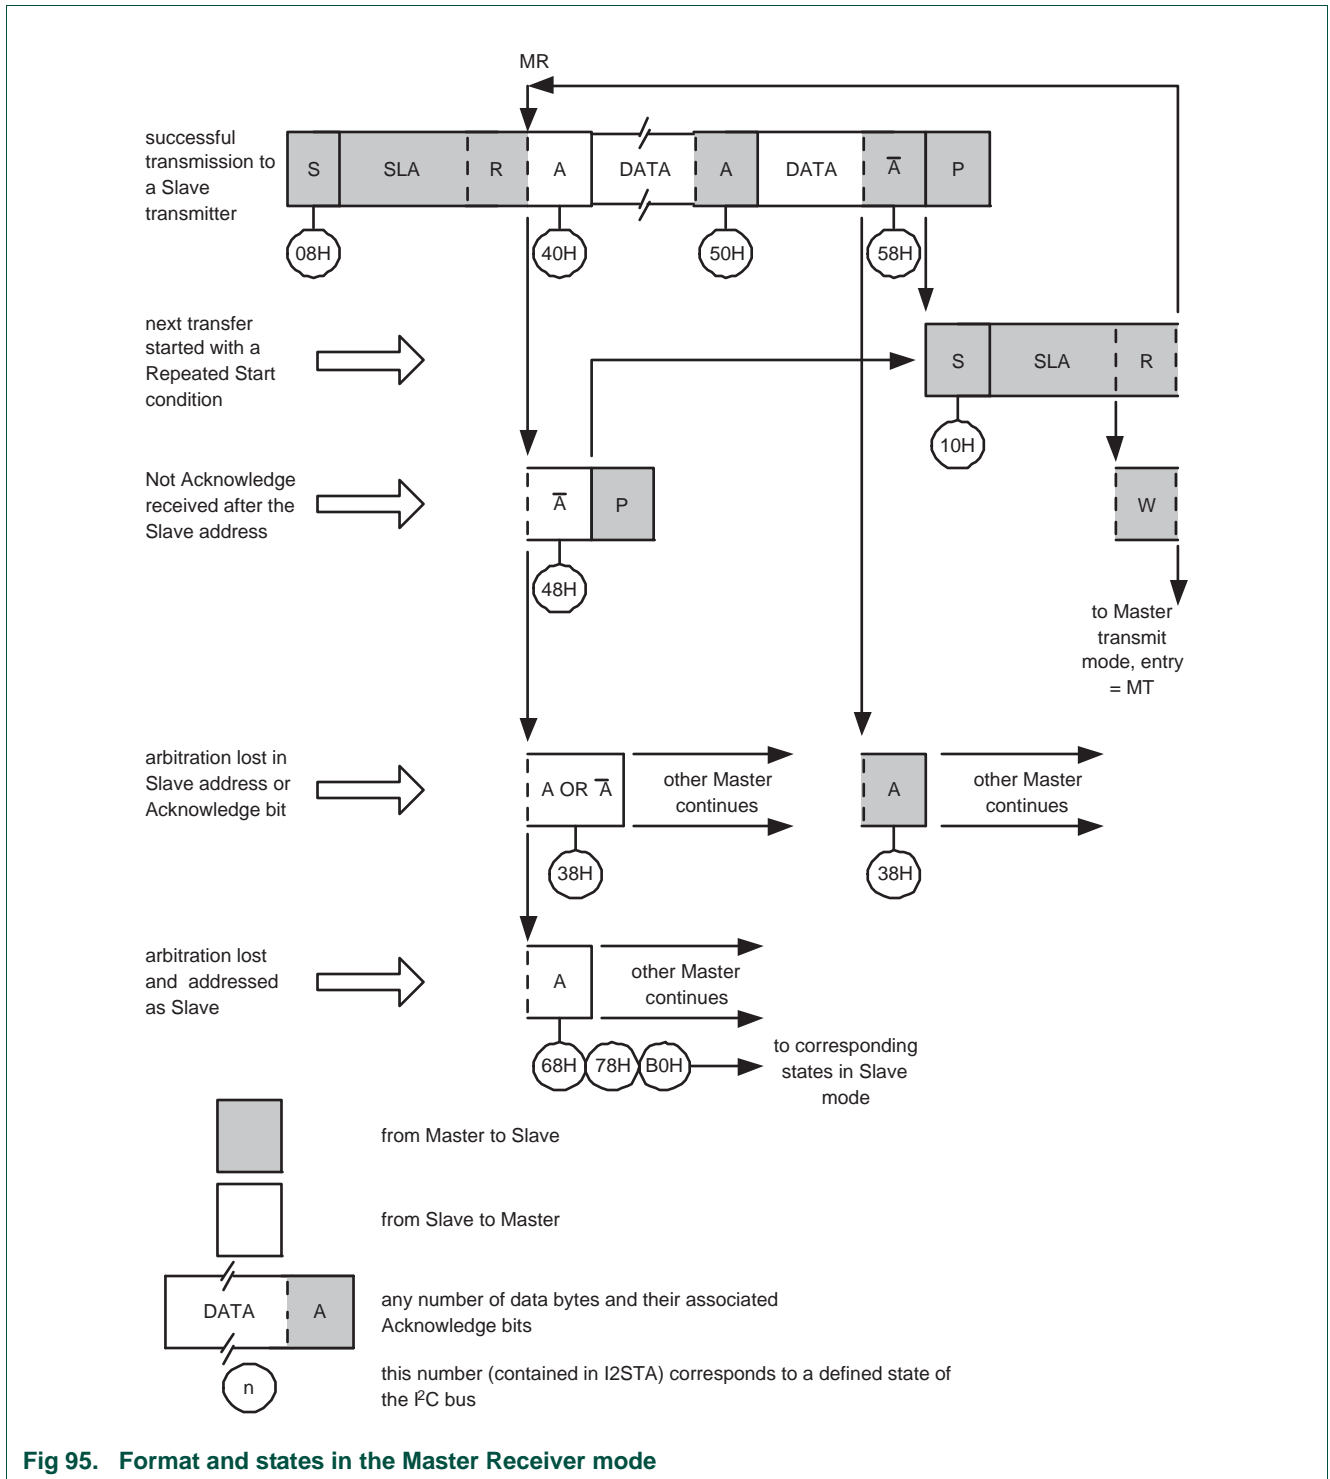 MR
successful
transmission to
a Slave
transmitter
S SLA R A DATA A DATA A̅ P
08H 40H 50H 58H
next transfer
started with a
Repeated Start
condition
S SLA R
10H
Not Acknowledge
received after the
Slave address
A̅ P
W
48H
to Master
transmit
mode, entry
= MT
arbitration lost in
Slave address or
Acknowledge bit
A OR A̅
other Master
continues
A
other Master
continues
38H 38H
arbitration lost
and addressed
as Slave
A
other Master
continues
68H 78H B0H
to corresponding
states in Slave
mode
from Master to Slave
from Slave to Master
DATA A
any number of data bytes and their associated
Acknowledge bits
n
this number (contained in I2STA) corresponds to a defined state of
the I²C bus
Fig 95. Format and states in the Master Receiver mode